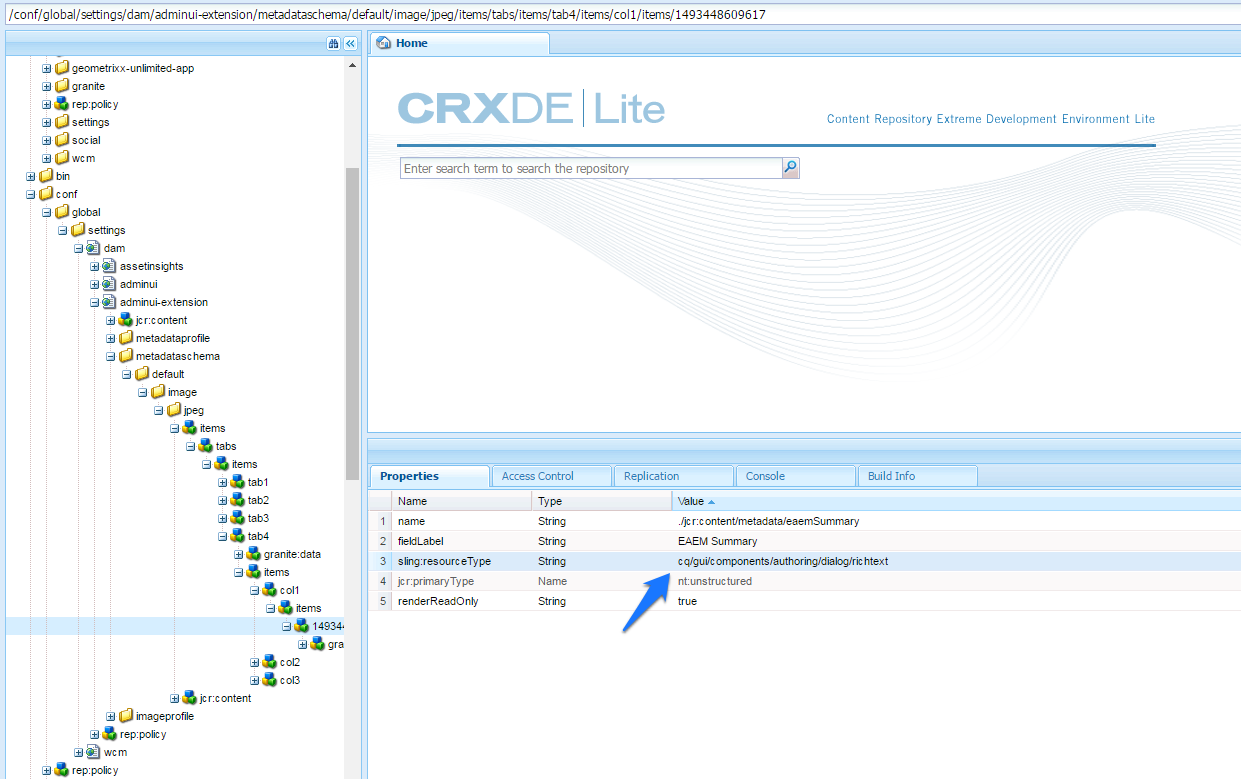 /conf/global/settings/dam/adminui-extension/metadataschema/default/image/jpeg/items/tabs/items/tab4/items/col1/items/1493448609617
geometrixx-unlimited-app
granite
rep:policy
settings
social
wcm
bin
conf
global
settings
dam
assetinsights
adminui
adminui-extension
jcr:content
metadataprofile
metadataschema
default
image
jpeg
items
tabs
items
tab1
tab2
tab3
tab4
granite:data
items
col1
items
14934
gra
col2
col3
jcr:content
imageprofile
rep:policy
wcm
rep:policy
Home
CRXDE | Lite
Content Repository Extreme Development Environment Lite
Enter search term to search the repository
Properties Access Control Replication Console Build Info
Name Type Value
1 name String ./jcr:content/metadata/eaemSummary
2 fieldLabel String EAEM Summary
3 sling:resourceType String cq/gui/components/authoring/dialog/richtext
4 jcr:primaryType Name nt:unstructured
5 renderReadOnly String true